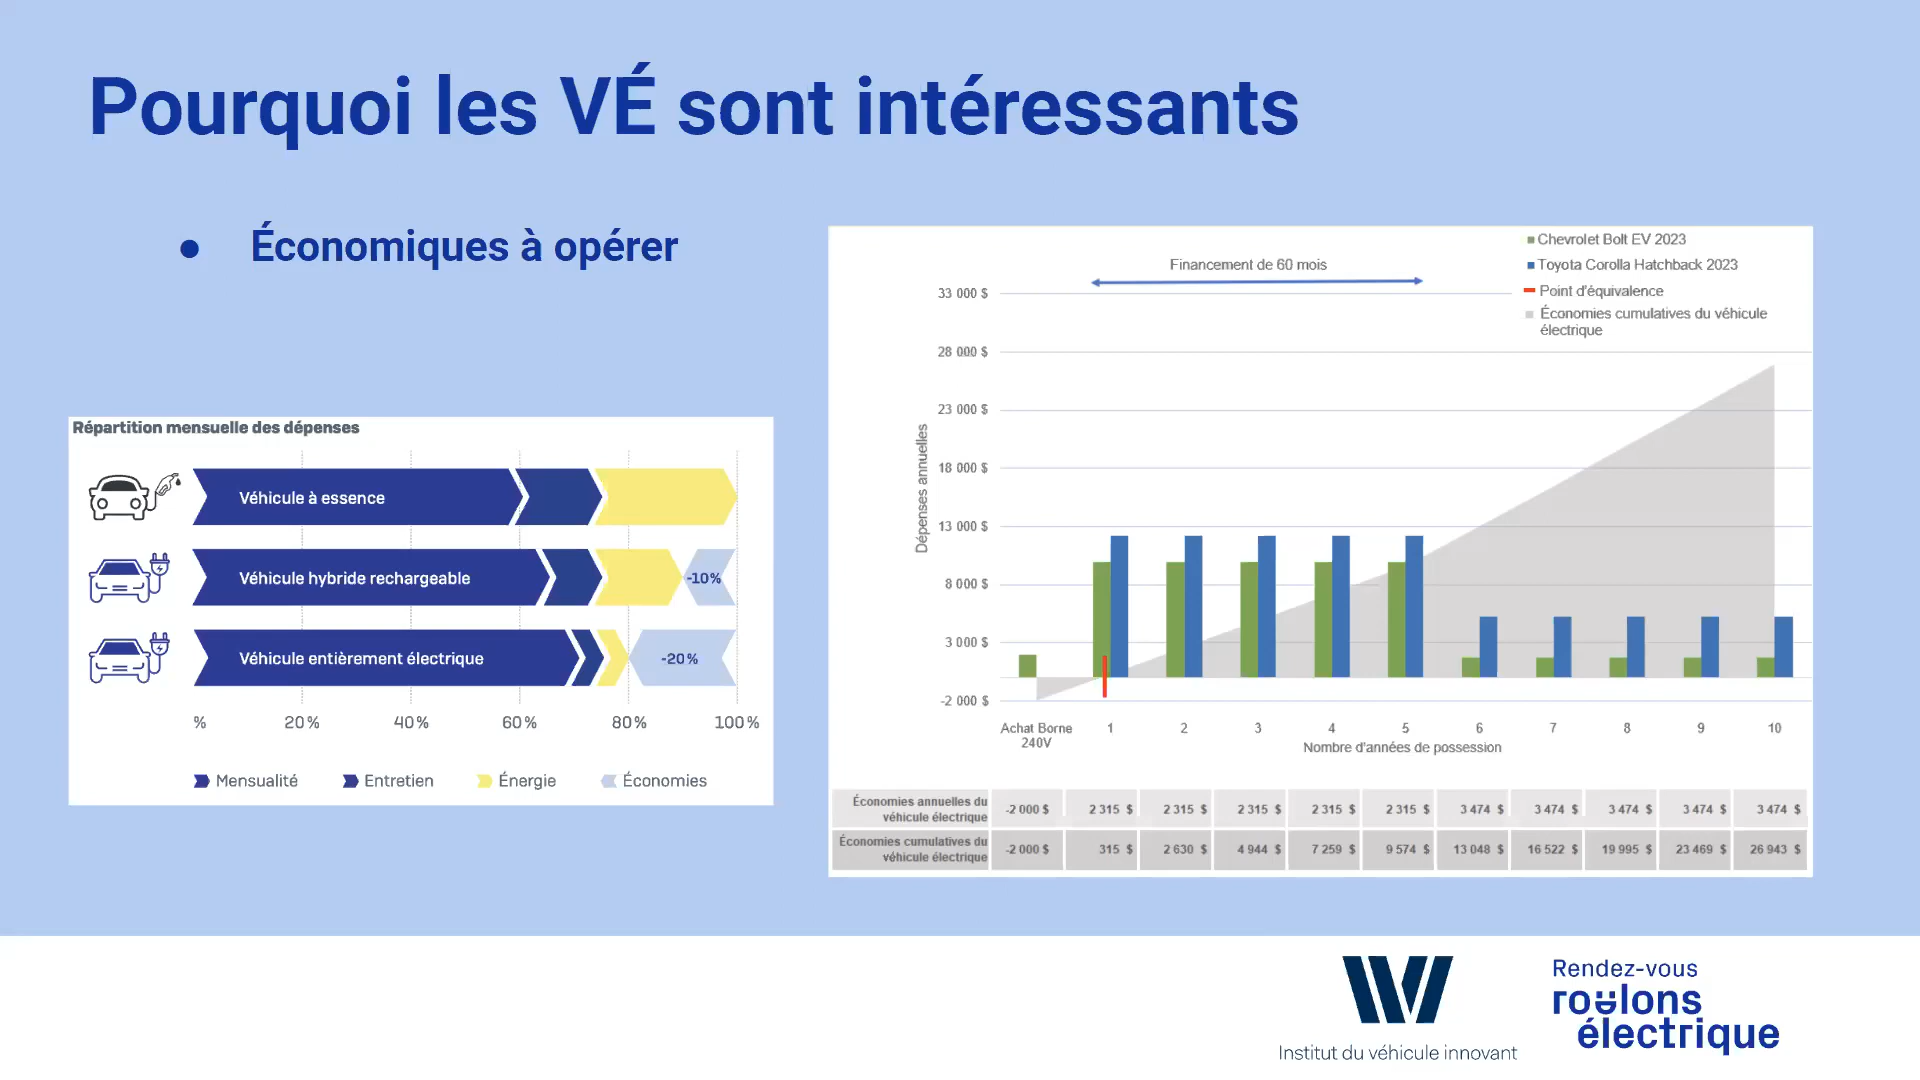 Pourquoi les VÉ sont intéressants
● Économiques à opérer
Répartition mensuelle des dépenses
Véhicule à essence
Véhicule hybride rechargeable
-10%
Véhicule entièrement électrique
-20%
% 20% 40% 60% 80% 100%
Mensualité Entretien Énergie Économies
Chevrolet Bolt EV 2023
Toyota Corolla Hatchback 2023
Point d'équivalence
Économies cumulatives du véhicule
électrique
Financement de 60 mois
33 000 $
28 000 $
23 000 $
18 000 $
13 000 $
8 000 $
3 000 $
-2 000 $
Dépenses annuelles
Achat Borne
240V
1 2 3 4 5 6 7 8 9 10
Nombre d'années de possession
Économies annuelles du
véhicule électrique
-2 000 $ 2 315 $ 2 315 $ 2 315 $ 2 315 $ 2 315 $ 3 474 $ 3 474 $ 3 474 $ 3 474 $ 3 474 $
Économies cumulatives du
véhicule électrique
-2 000 $ 315 $ 2 630 $ 4 944 $ 7 259 $ 9 574 $ 13 048 $ 16 522 $ 19 995 $ 23 469 $ 26 943 $
Institut du véhicule innovant
Rendez-vous
roulons
électrique